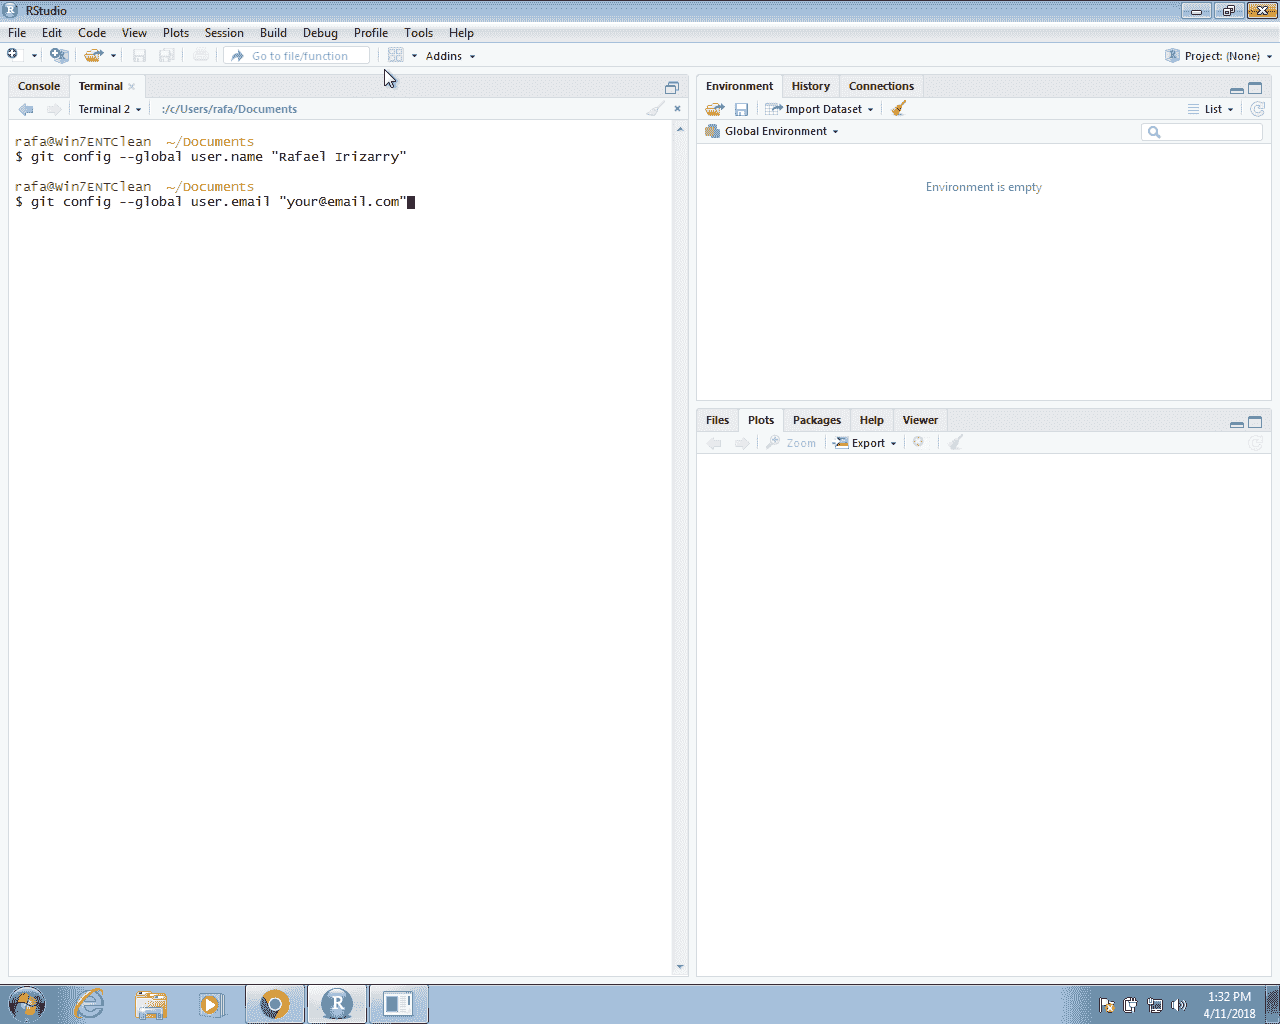 RStudio
File Edit Code View Plots Session Build Debug Profile Tools Help
Go to file/function Addins Project: (None)
Console Terminal
Terminal 2 :/c/Users/rafa/Documents
rafa@Win7ENTClean ~/Documents
$ git config --global user.name "Rafael Irizarry"
rafa@Win7ENTClean ~/Documents
$ git config --global user.email "your@email.com"
Environment History Connections
Import Dataset List
Global Environment
Environment is empty
Files Plots Packages Help Viewer
Zoom Export
1:32 PM
4/11/2018